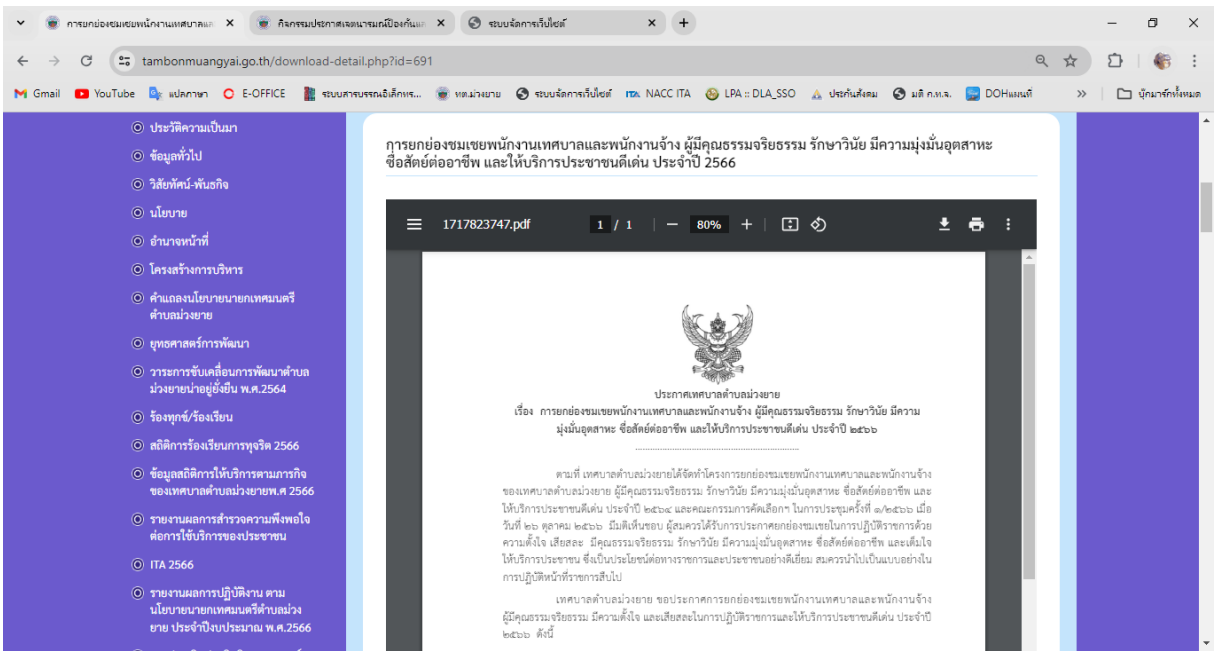 การยกย่องชมเชยพนักงานเทศบาลแล
กิจกรรมประกาศเจตนารมณ์ป้องกันแล
ระบบจัดการเว็บไซต์
tambonmuangyai.go.th/download-detail.php?id=691
Gmail
YouTube
แปลภาษา
E-OFFICE
ระบบสารบรรณอิเล็กทร...
ทต.ม่วงยาย
ระบบจัดการเว็บไซต์
NACC ITA
LPA :: DLA_SSO
ประกันสังคม
มติ ก.ท.จ.
DOHแผนที่
บุ๊กมาร์กทั้งหมด
ประวัติความเป็นมา
ข้อมูลทั่วไป
วิสัยทัศน์-พันธกิจ
นโยบาย
อำนาจหน้าที่
โครงสร้างการบริหาร
คำแถลงนโยบายนายกเทศมนตรี
ตำบลม่วงยาย
ยุทธศาสตร์การพัฒนา
วาระการขับเคลื่อนการพัฒนาตำบล
ม่วงยายน่าอยู่ยั่งยืน พ.ศ.2564
ร้องทุกข์/ร้องเรียน
สถิติการร้องเรียนการทุจริต 2566
ข้อมูลสถิติการให้บริการตามภารกิจ
ของเทศบาลตำบลม่วงยายพ.ศ 2566
รายงานผลการสำรวจความพึงพอใจ
ต่อการใช้บริการของประชาชน
ITA 2566
รายงานผลการปฏิบัติงาน ตาม
นโยบายนายกเทศมนตรีตำบลม่วง
ยาย ประจำปีงบประมาณ พ.ศ.2566
การยกย่องชมเชยพนักงานเทศบาลและพนักงานจ้าง ผู้มีคุณธรรมจริยธรรม รักษาวินัย มีความมุ่งมั่นอุตสาหะ
ซื่อสัตย์ต่ออาชีพ และให้บริการประชาชนดีเด่น ประจำปี 2566
1717823747.pdf
1 / 1
80%
ประกาศเทศบาลตำบลม่วงยาย
เรื่อง การยกย่องชมเชยพนักงานเทศบาลและพนักงานจ้าง ผู้มีคุณธรรมจริยธรรม รักษาวินัย มีความ
มุ่งมั่นอุตสาหะ ซื่อสัตย์ต่ออาชีพ และให้บริการประชาชนดีเด่น ประจำปี ๒๕๖๖
ตามที่ เทศบาลตำบลม่วงยายได้จัดทำโครงการยกย่องชมเชยพนักงานเทศบาลและพนักงานจ้าง
ของเทศบาลตำบลม่วงยาย ผู้มีคุณธรรมจริยธรรม รักษาวินัย มีความมุ่งมั่นอุตสาหะ ซื่อสัตย์ต่ออาชีพ และ
ให้บริการประชาชนดีเด่น ประจำปี ๒๕๖๔ และคณะกรรมการคัดเลือกฯ ในการประชุมครั้งที่ ๑/๒๕๖๖ เมื่อ
วันที่ ๒๖ ตุลาคม ๒๕๖๖ มีมติเห็นชอบ ผู้สมควรได้รับการประกาศยกย่องชมเชยในการปฏิบัติราชการด้วย
ความตั้งใจ เสียสละ มีคุณธรรมจริยธรรม รักษาวินัย มีความมุ่งมั่นอุตสาหะ ซื่อสัตย์ต่ออาชีพ และเต็มใจ
ให้บริการประชาชน ซึ่งเป็นประโยชน์ต่อทางราชการและประชาชนอย่างดีเยี่ยม สมควรนำไปเป็นแบบอย่างใน
การปฏิบัติหน้าที่ราชการสืบไป
เทศบาลตำบลม่วงยาย ขอประกาศการยกย่องชมเชยพนักงานเทศบาลและพนักงานจ้าง
ผู้มีคุณธรรมจริยธรรม มีความตั้งใจ และเสียสละในการปฏิบัติราชการและให้บริการประชาชนดีเด่น ประจำปี
๒๕๖๖ ดังนี้